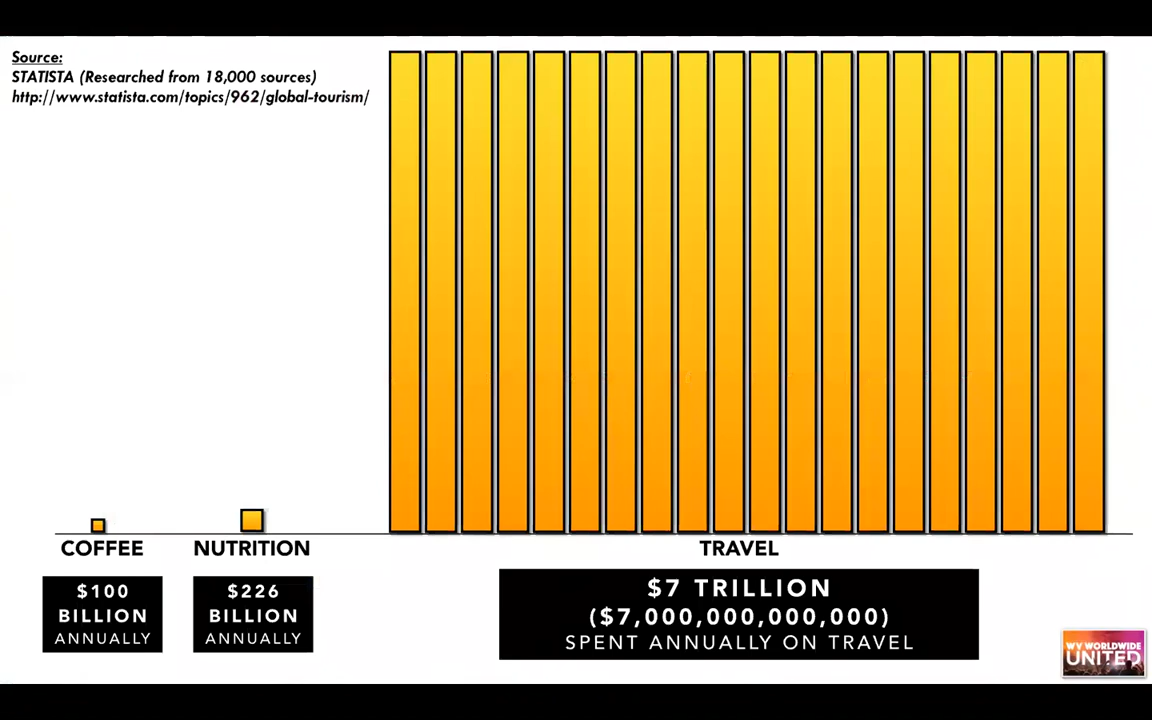 Source:
STATISTA (Researched from 18,000 sources)
http://www.statista.com/topics/962/global-tourism/
COFFEE
NUTRITION
TRAVEL
$100
BILLION
ANNUALLY
$226
BILLION
ANNUALLY
$7 TRILLION
($7,000,000,000,000)
SPENT ANNUALLY ON TRAVEL
WV WORLDWIDE
UNITED